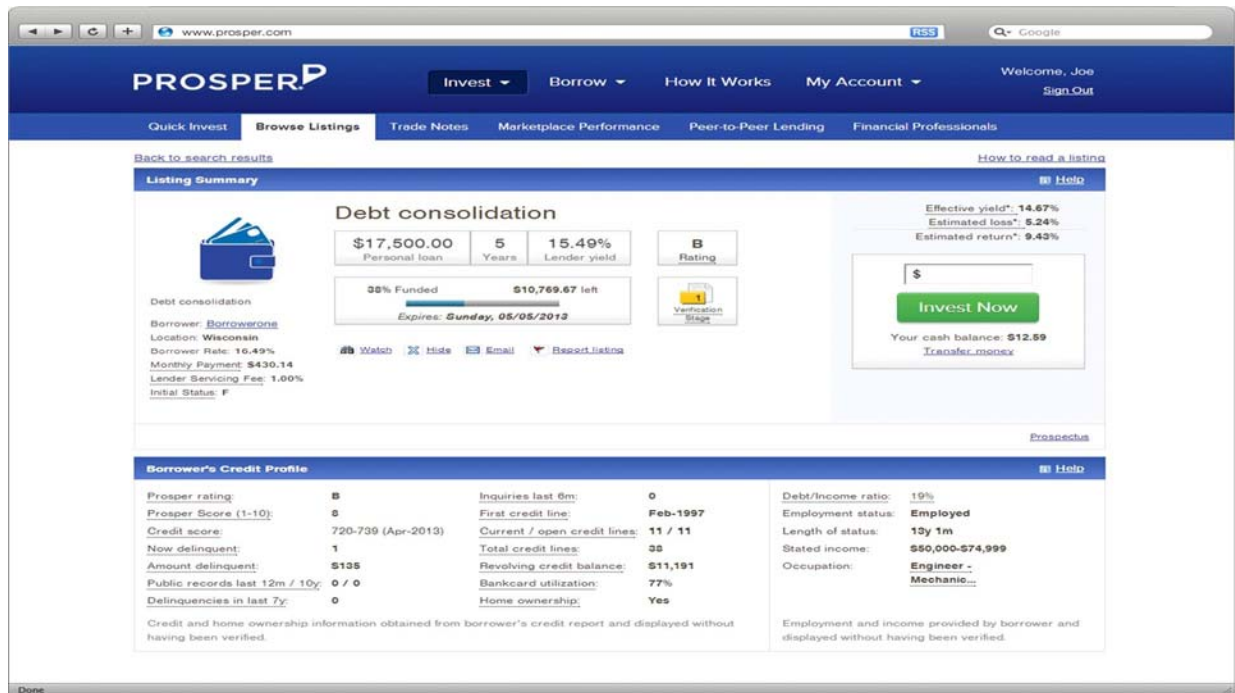 www.prosper.com
RSS
Google
PROSPER
Invest
Borrow
How It Works
My Account
Welcome, Joe
Sign Out
Quick Invest
Browse Listings
Trade Notes
Marketplace Performance
Peer-to-Peer Lending
Financial Professionals
Back to search results
How to read a listing
Listing Summary
Help
Debt consolidation
$17,500.00
Personal loan
5
Years
15.49%
Lender yield
B
Rating
38% Funded
$10,769.67 left
Expires: Sunday, 05/05/2013
1
Verification
Stage
Watch
Hide
Email
Report listing
Debt consolidation
Borrower: Borrowerone
Location: Wisconsin
Borrower Rate: 16.49%
Monthly Payment: $430.14
Lender Servicing Fee: 1.00%
Initial Status: F
Effective yield*: 14.67%
Estimated loss*: 5.24%
Estimated return*: 9.43%
$
Invest Now
Your cash balance: $12.59
Transfer money
Prospectus
Borrower's Credit Profile
Help
Prosper rating: B
Prosper Score (1-10): 8
Credit score: 720-739 (Apr-2013)
Now delinquent: 1
Amount delinquent: $135
Public records last 12m / 10y: 0 / 0
Delinquencies in last 7y: 0
Inquiries last 6m: 0
First credit line: Feb-1997
Current / open credit lines: 11 / 11
Total credit lines: 38
Revolving credit balance: $11,191
Bankcard utilization: 77%
Home ownership: Yes
Credit and home ownership information obtained from borrower's credit report and displayed without
having been verified.
Debt/Income ratio: 19%
Employment status: Employed
Length of status: 13y 1m
Stated income: $50,000-$74,999
Occupation: Engineer -
Mechanic...
Employment and income provided by borrower and
displayed without having been verified.
Done